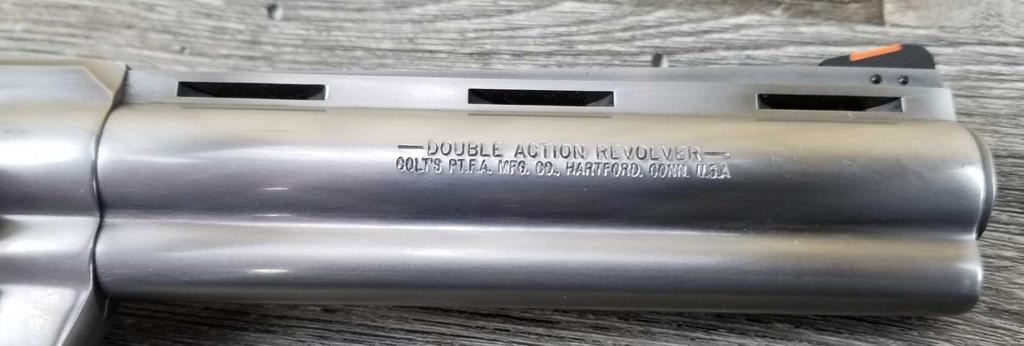 —DOUBLE ACTION REVOLVER—
COLT'S PT.F.A. MFG. CO., HARTFORD, CONN. U.S.A